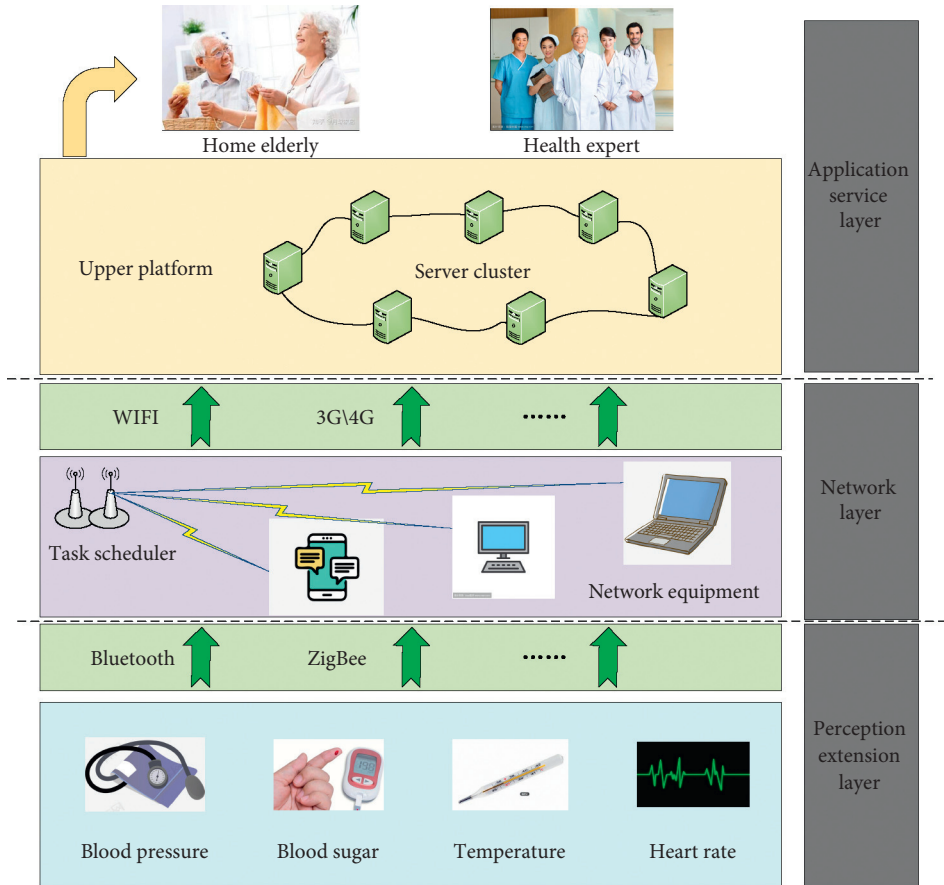 Home elderly
Health expert
Application
service
layer
Upper platform
Server cluster
WIFI
3G\4G
......
Network
layer
Task scheduler
Network equipment
Bluetooth
ZigBee
......
Perception
extension
layer
Blood pressure
Blood sugar
Temperature
Heart rate